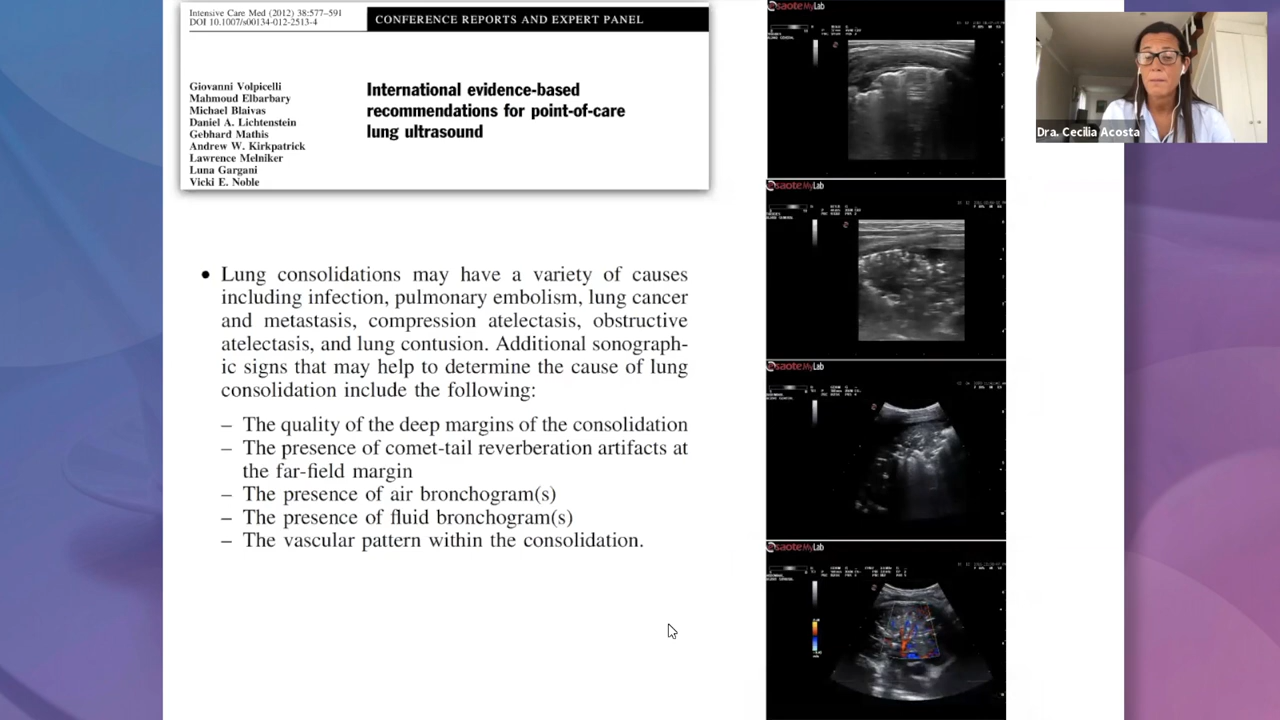 Intensive Care Med (2012) 38:577–591
DOI 10.1007/s00134-012-2513-4
CONFERENCE REPORTS AND EXPERT PANEL
Giovanni Volpicelli
Mahmoud Elbarbary
Michael Blaivas
Daniel A. Lichtenstein
Gebhard Mathis
Andrew W. Kirkpatrick
Lawrence Melniker
Luna Gargani
Vicki E. Noble
International evidence-based
recommendations for point-of-care
lung ultrasound
• Lung consolidations may have a variety of causes
including infection, pulmonary embolism, lung cancer
and metastasis, compression atelectasis, obstructive
atelectasis, and lung contusion. Additional sonograph-
ic signs that may help to determine the cause of lung
consolidation include the following:
– The quality of the deep margins of the consolidation
– The presence of comet-tail reverberation artifacts at
the far-field margin
– The presence of air bronchogram(s)
– The presence of fluid bronchogram(s)
– The vascular pattern within the consolidation.
esaote MyLab
esaote MyLab
esaote MyLab
esaote MyLab
Dra. Cecilia Acosta